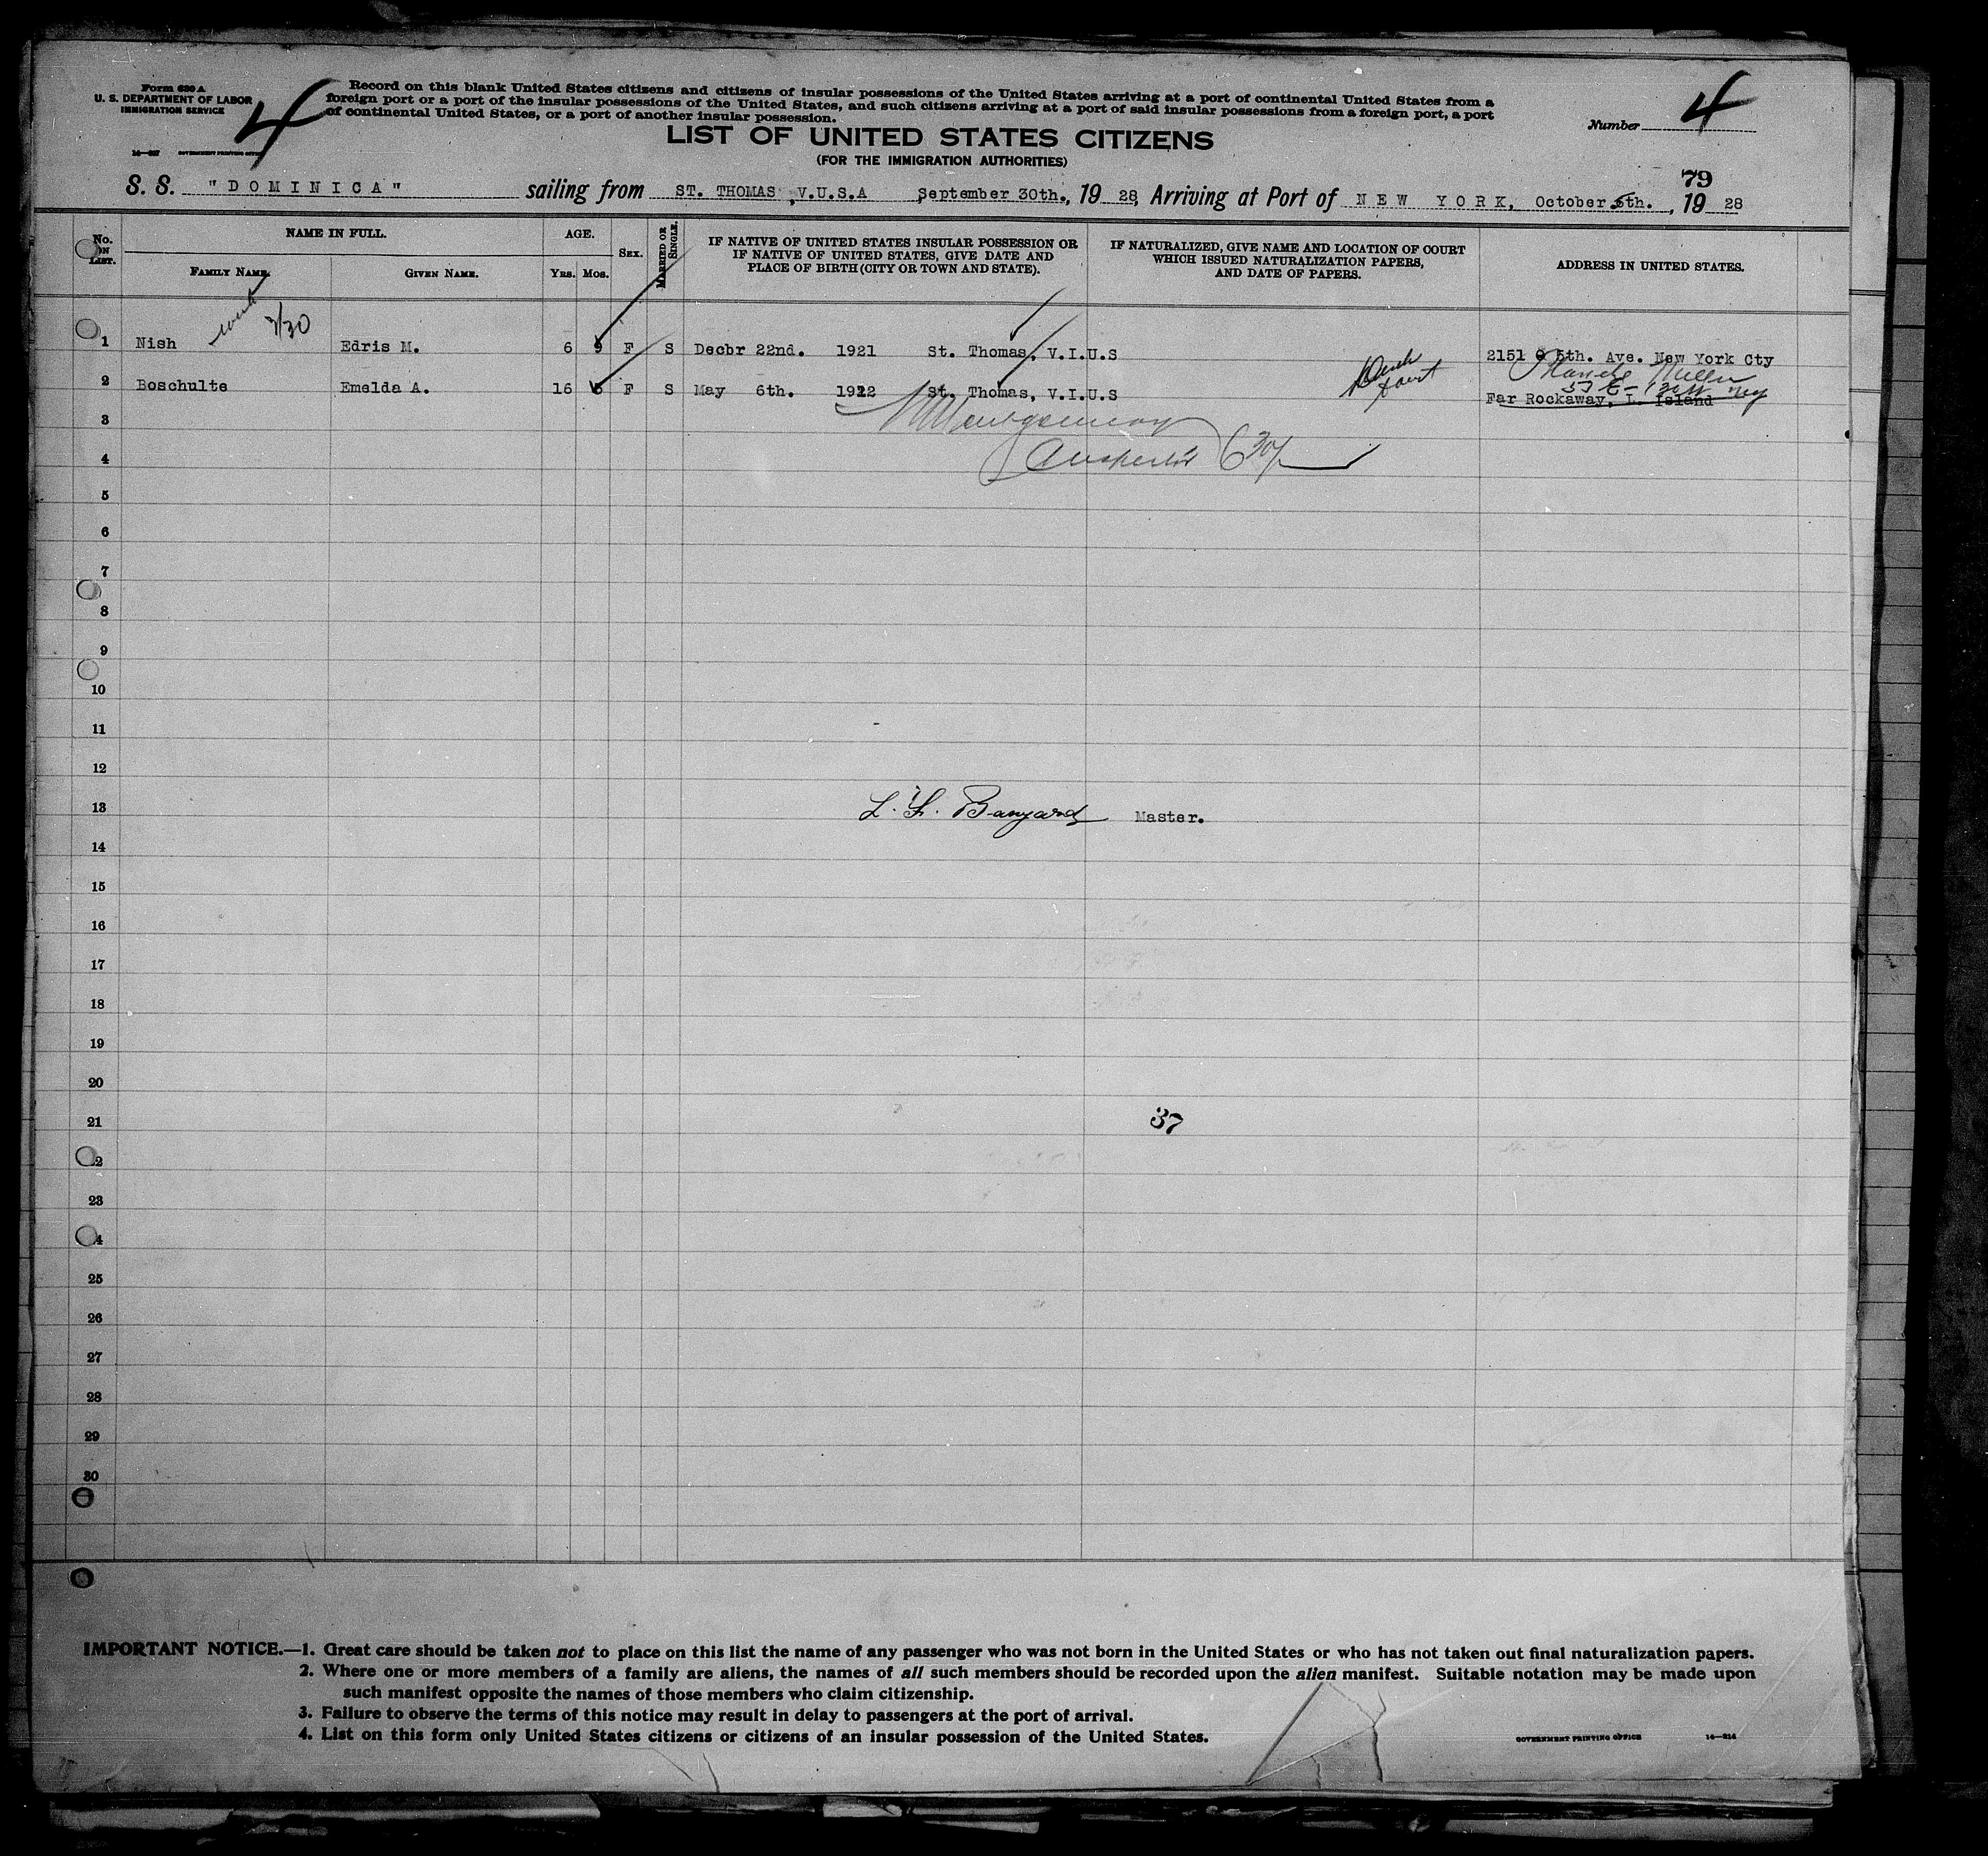 Form 630 A
U. S. DEPARTMENT OF LABOR
IMMIGRATION SERVICE
4
Record on this blank United States citizens and citizens of insular possessions of the United States arriving at a port of continental United States from a
foreign port or a port of the insular possessions of the United States, and such citizens arriving at a port of said insular possessions from a foreign port, a port
of continental United States, or a port of another insular possession.
Number 4
LIST OF UNITED STATES CITIZENS
(FOR THE IMMIGRATION AUTHORITIES)
GOVERNMENT PRINTING OFFICE
79
S. S. "DOMINICA" sailing from ST. THOMAS, V.U.S.A September 30th., 19 28, Arriving at Port of NEW YORK, October 5th., 19 28
No. ON LIST.
NAME IN FULL.
FAMILY NAME.
GIVEN NAME.
AGE.
YRS. MOS.
SEX.
MARRIED OR SINGLE.
IF NATIVE OF UNITED STATES INSULAR POSSESSION OR
IF NATIVE OF UNITED STATES, GIVE DATE AND
PLACE OF BIRTH (CITY OR TOWN AND STATE).
IF NATURALIZED, GIVE NAME AND LOCATION OF COURT
WHICH ISSUED NATURALIZATION PAPERS,
AND DATE OF PAPERS.
ADDRESS IN UNITED STATES.
3/30
1 Nish Edris M. 6 9 F S Decbr 22nd. 1921 St. Thomas, V.I.U.S 2151 5th. Ave. New York Cty
2 Boschulte Emelda A. 16 5 F S May 6th. 1912 St. Thomas, V.I.U.S
Far Rockaway, L. Island
3
Montgomery
4
5
6
7
8
9
10
11
12
13 Master.
14
15
16
17
18
19
20
21
37
22
23
24
25
26
27
28
29
30
IMPORTANT NOTICE.—1. Great care should be taken not to place on this list the name of any passenger who was not born in the United States or who has not taken out final naturalization papers.
2. Where one or more members of a family are aliens, the names of all such members should be recorded upon the alien manifest. Suitable notation may be made upon
such manifest opposite the names of those members who claim citizenship.
3. Failure to observe the terms of this notice may result in delay to passengers at the port of arrival.
4. List on this form only United States citizens or citizens of an insular possession of the United States.
GOVERNMENT PRINTING OFFICE 14—214